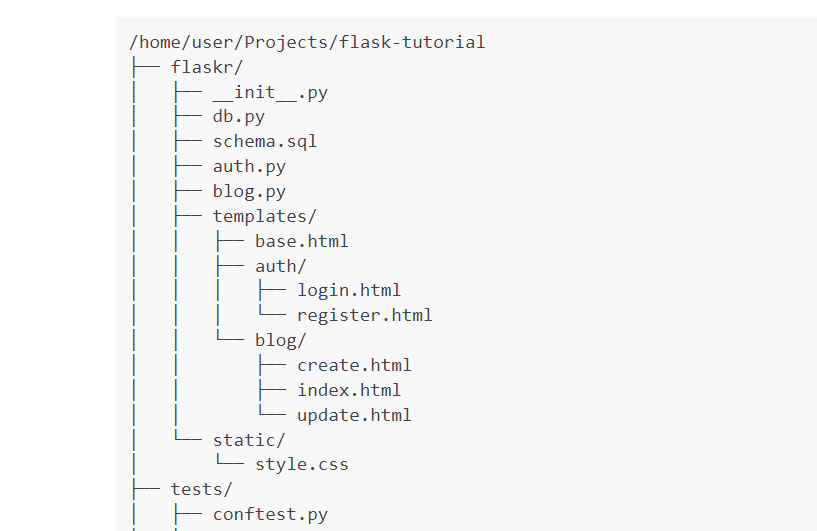 /home/user/Projects/flask-tutorial
├── flaskr/
│   ├── __init__.py
│   ├── db.py
│   ├── schema.sql
│   ├── auth.py
│   ├── blog.py
│   ├── templates/
│   │   ├── base.html
│   │   ├── auth/
│   │   │   ├── login.html
│   │   │   └── register.html
│   │   └── blog/
│   │       ├── create.html
│   │       ├── index.html
│   │       └── update.html
│   └── static/
│       └── style.css
├── tests/
│   ├── conftest.py